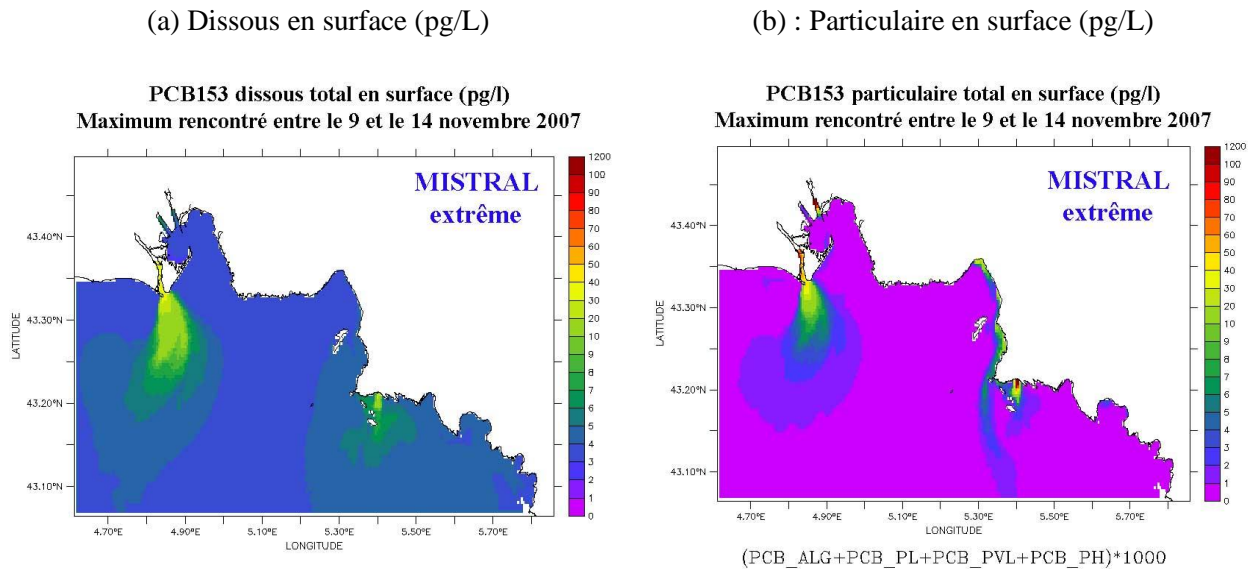 (a) Dissous en surface (pg/L)
(b) : Particulaire en surface (pg/L)
PCB153 dissous total en surface (pg/l)
Maximum rencontré entre le 9 et le 14 novembre 2007
MISTRAL
extrême
1200
100
90
80
70
60
50
40
30
20
10
9
8
7
6
5
4
3
2
1
0
43.40°N
43.30°N
43.20°N
43.10°N
LATITUDE
4.70°E 4.90°E 5.10°E 5.30°E 5.50°E 5.70°E
LONGITUDE
PCB153 particulaire total en surface (pg/l)
Maximum rencontré entre le 9 et le 14 novembre 2007
MISTRAL
extrême
1200
100
90
80
70
60
50
40
30
20
10
9
8
7
6
5
4
3
2
1
0
43.40°N
43.30°N
43.20°N
43.10°N
LATITUDE
4.70°E 4.90°E 5.10°E 5.30°E 5.50°E 5.70°E
LONGITUDE
(PCB_ALG+PCB_PL+PCB_PVL+PCB_PH)*1000